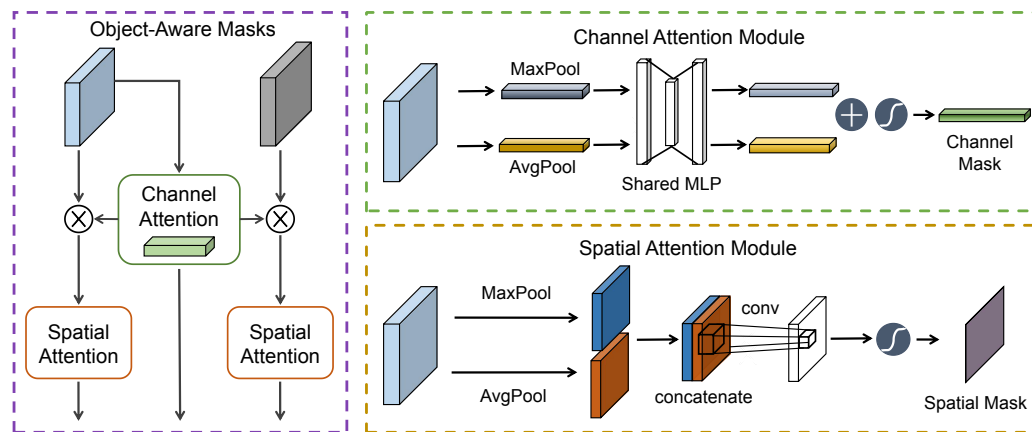 Object-Aware Masks
Channel
Attention
Spatial
Attention
Spatial
Attention
Channel Attention Module
MaxPool
AvgPool
Shared MLP
Channel
Mask
Spatial Attention Module
MaxPool
AvgPool
conv
concatenate
Spatial Mask